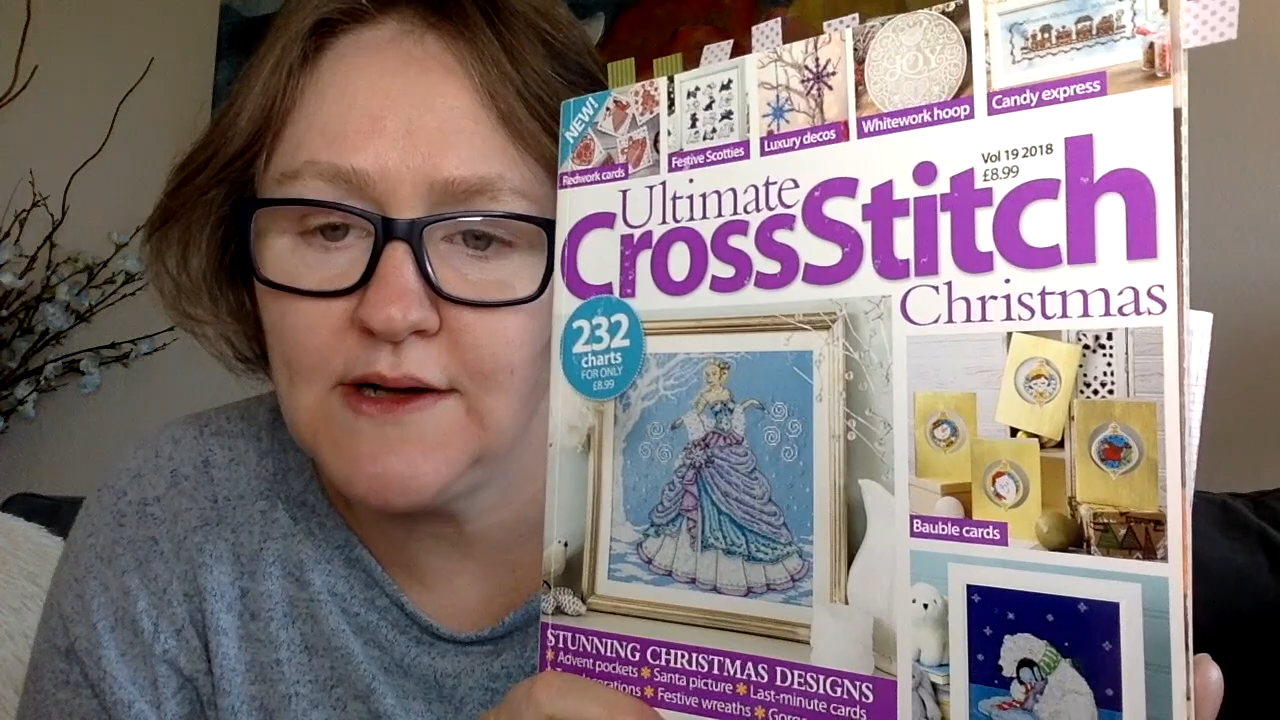 NEW!
Redwork cards
Festive Scotties
Luxury decos
JOY
Whitework hoop
Candy express
Vol 19 2018
£8.99
Ultimate
CrossStitch
Christmas
232
charts
FOR ONLY
£8.99
Bauble cards
STUNNING CHRISTMAS DESIGNS
* Advent pockets * Santa picture * Last-minute cards
* Festive wreaths *